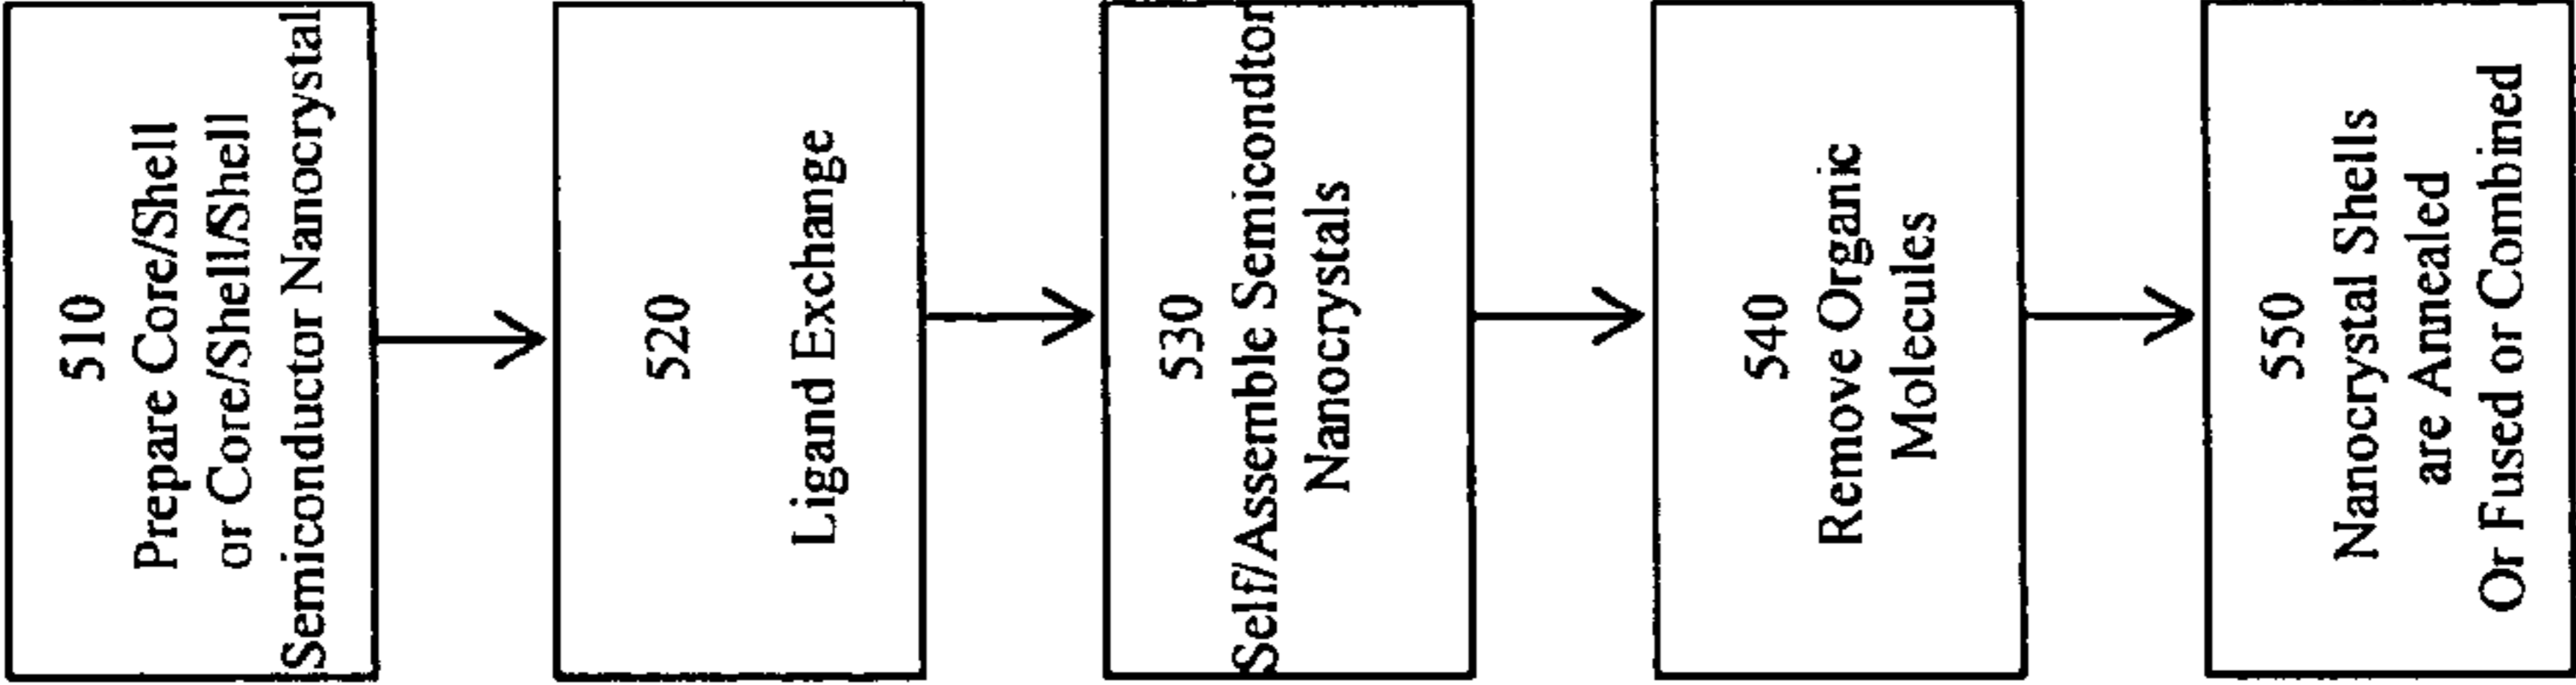 510
Prepare Core/Shell
or Core/Shell/Shell
Semiconductor Nanocrystal
520
Ligand Exchange
530
Self/Assemble Semicondtor
Nanocrystals
540
Remove Organic
Molecules
550
Nanocrystal Shells
are Annealed
Or Fused or Combined